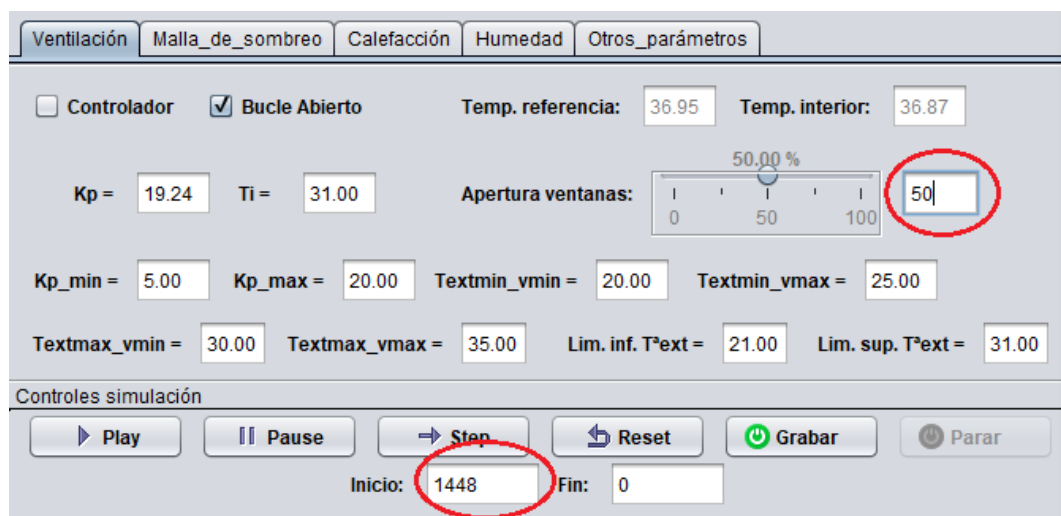 Ventilación Malla_de_sombreo Calefacción Humedad Otros_parámetros
Controlador Bucle Abierto Temp. referencia: 36.95 Temp. interior: 36.87
50.00 %
Kp = 19.24 Ti = 31.00 Apertura ventanas: 50
0 50 100
Kp_min = 5.00 Kp_max = 20.00 Textmin_vmin = 20.00 Textmin_vmax = 25.00
Textmax_vmin = 30.00 Textmax_vmax = 35.00 Lim. inf. Tªext = 21.00 Lim. sup. Tªext = 31.00
Controles simulación
Play Pause Step Reset Grabar Parar
Inicio: 1448 Fin: 0